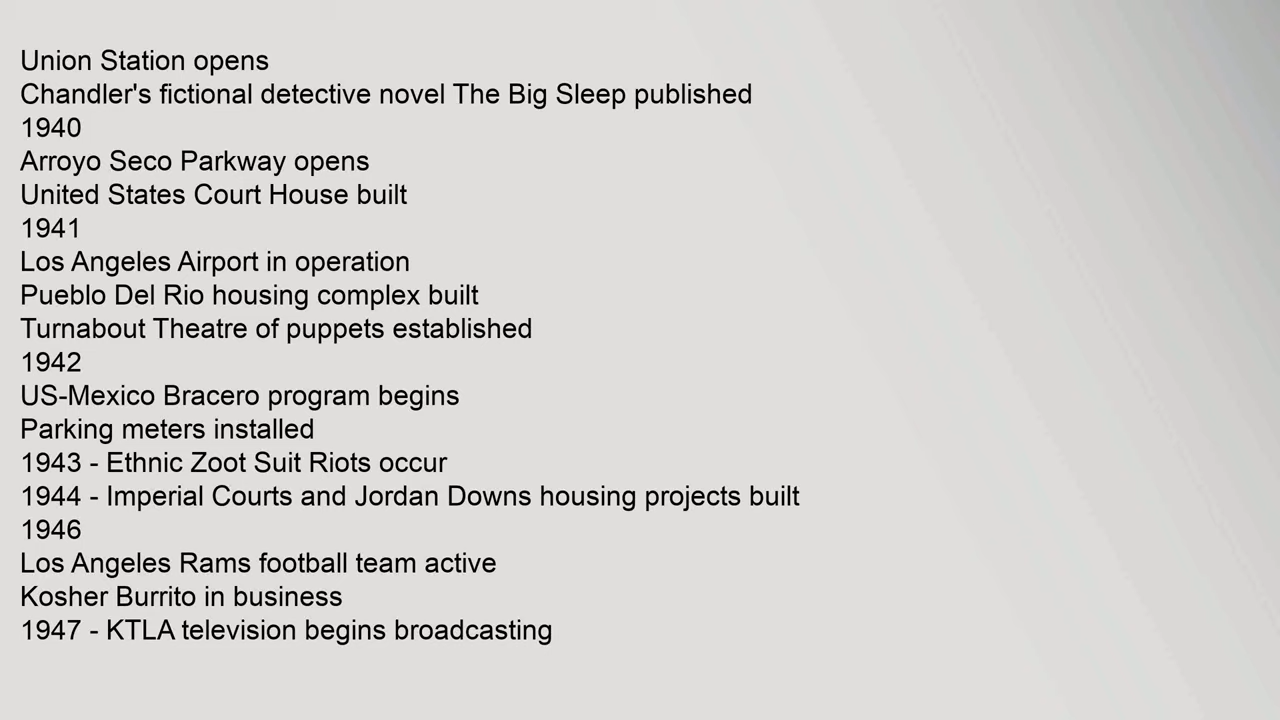 Union Station opens
Chandler's fictional detective novel The Big Sleep published
1940
Arroyo Seco Parkway opens
United States Court House built
1941
Los Angeles Airport in operation
Pueblo Del Rio housing complex built
Turnabout Theatre of puppets established
1942
US-Mexico Bracero program begins
Parking meters installed
1943 - Ethnic Zoot Suit Riots occur
1944 - Imperial Courts and Jordan Downs housing projects built
1946
Los Angeles Rams football team active
Kosher Burrito in business
1947 - KTLA television begins broadcasting